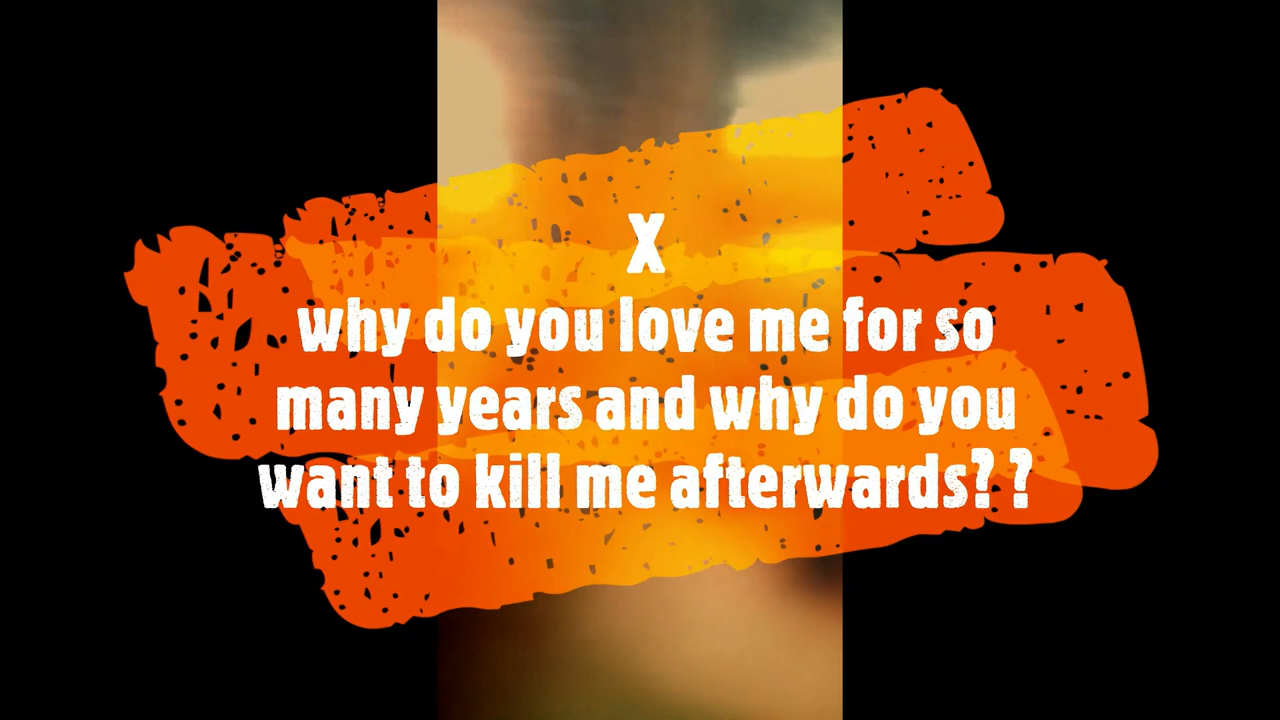 X
why do you love me for so
many years and why do you
want to kill me afterwards? ?